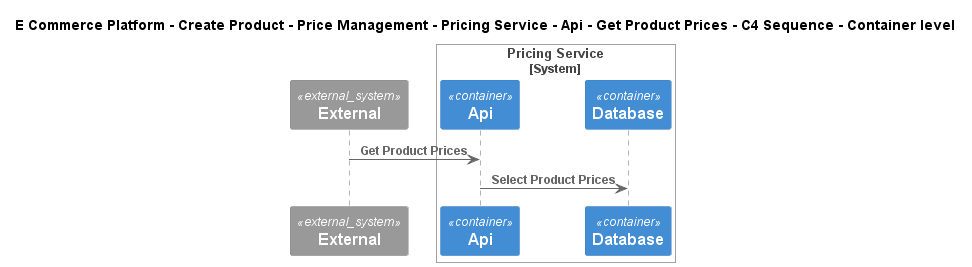 E Commerce Platform - Create Product - Price Management - Pricing Service - Api - Get Product Prices - C4 Sequence - Container level
Pricing Service
[System]
«external_system»
External
«container»
Api
«container»
Database
Get Product Prices
Select Product Prices
«external_system»
External
«container»
Api
«container»
Database